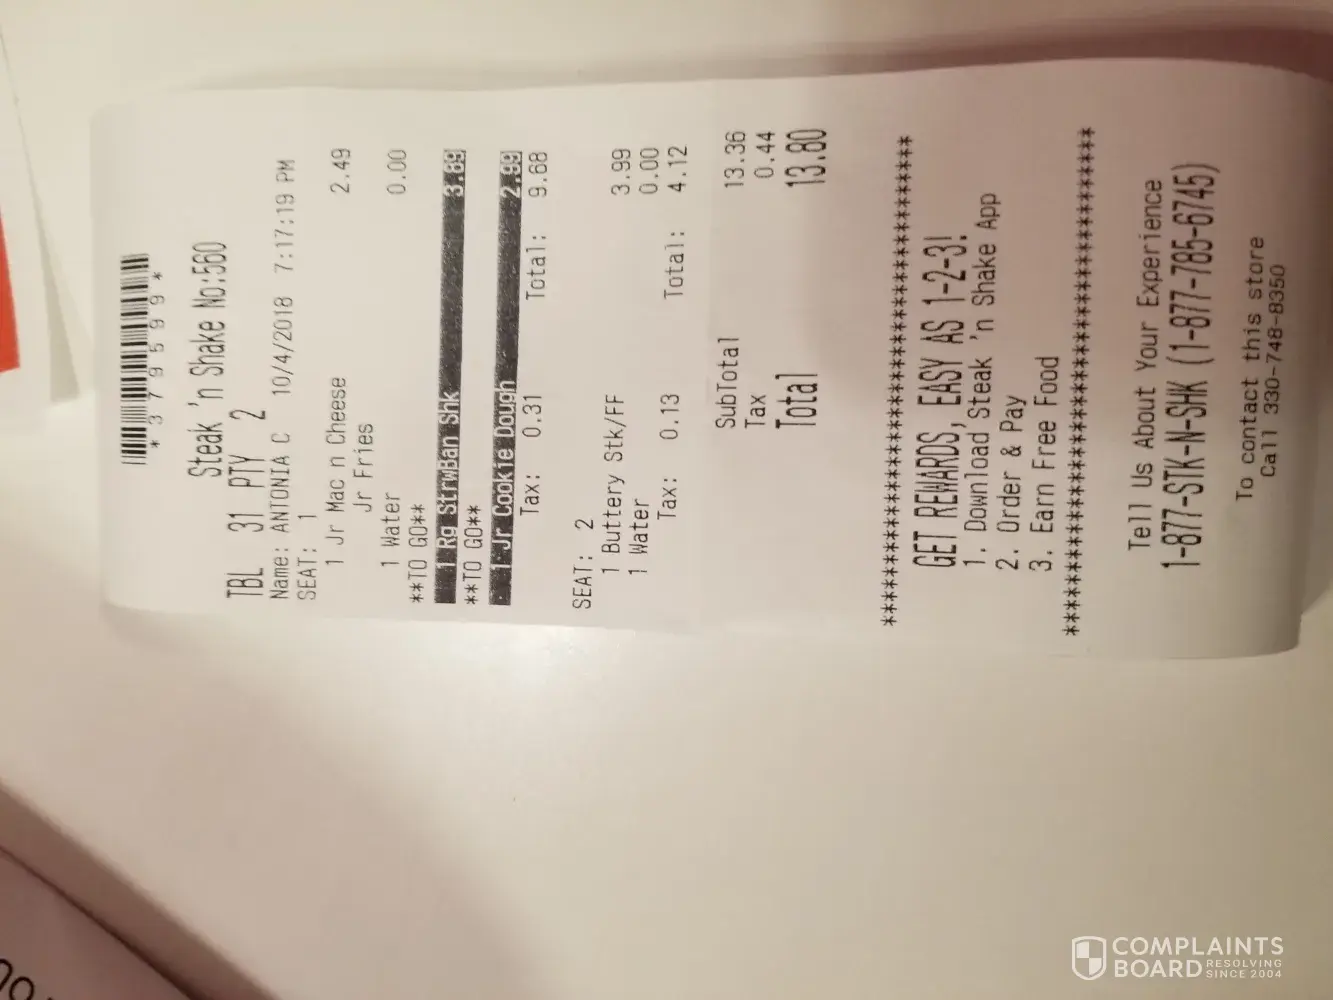 *379599*
Steak 'n Shake No:560
TBL 31 PTY 2
Name: ANTONIA C 10/4/2018 7:17:19 PM
SEAT: 1
1 Jr Mac n Cheese 2.49
Jr Fries
1 Water 0.00
**TO GO**
1 Rg StrwBan Shk 3.89
**TO GO**
1 Jr Cookie Dough 2.99
Tax: 0.31 Total: 9.68
SEAT: 2
1 Buttery Stk/FF 3.99
1 Water 0.00
Tax: 0.13 Total: 4.12
SubTotal 13.36
Tax 0.44
Total 13.80
****************************************
GET REWARDS, EASY AS 1-2-3!
1. Download Steak 'n Shake App
2. Order & Pay
3. Earn Free Food
****************************************
Tell Us About Your Experience
1-877-STK-N-SHK (1-877-785-6745)
To contact this store
Call 330-748-8350
COMPLAINTS
BOARD RESOLVING
SINCE 2004